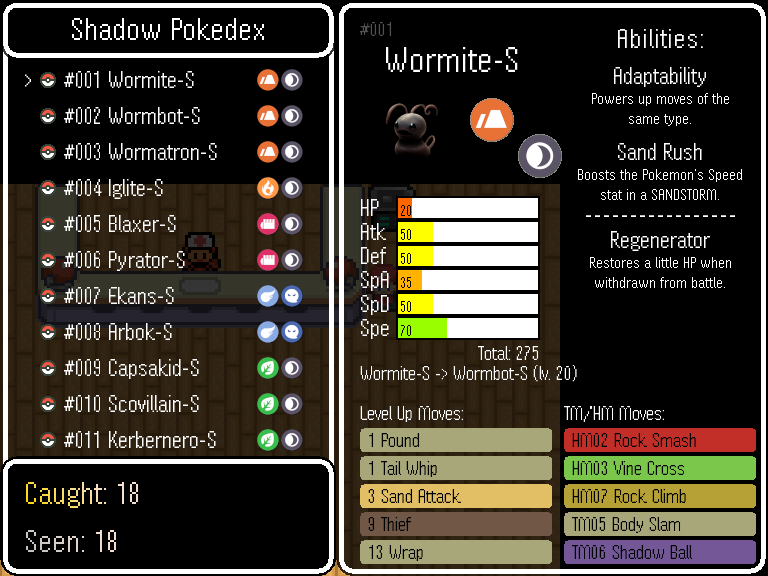 Shadow Pokedex
> #001 Wormite-S
#002 Wormbot-S
#003 Wormatron-S
#004 Iglite-S
#005 Blaxer-S
#006 Pyrator-S
#007 Ekans-S
#008 Arbok-S
#009 Capsakid-S
#010 Scovillain-S
#011 Kerbernero-S
Caught: 18
Seen: 18
#001
Wormite-S
HP 20
Atk 50
Def 50
SpA 35
SpD 50
Spe 70
Total: 275
Wormite-S -> Wormbot-S (lv. 20)
Abilities:
Adaptability
Powers up moves of the
same type.
Sand Rush
Boosts the Pokemon's Speed
stat in a SANDSTORM.
Regenerator
Restores a little HP when
withdrawn from battle.
Level Up Moves:
1 Pound
1 Tail Whip
3 Sand Attack
9 Thief
13 Wrap
TM/HM Moves:
HM02 Rock Smash
HM03 Vine Cross
HM07 Rock Climb
TM05 Body Slam
TM06 Shadow Ball